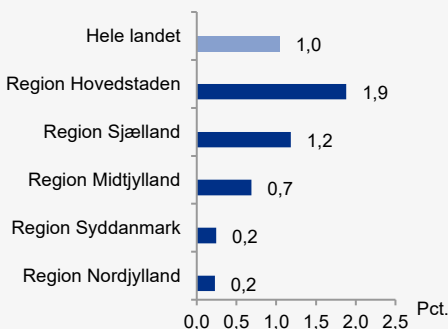 Hele landet 1,0
Region Hovedstaden 1,9
Region Sjælland 1,2
Region Midtjylland 0,7
Region Syddanmark 0,2
Region Nordjylland 0,2
0,0 0,5 1,0 1,5 2,0 2,5 Pct.